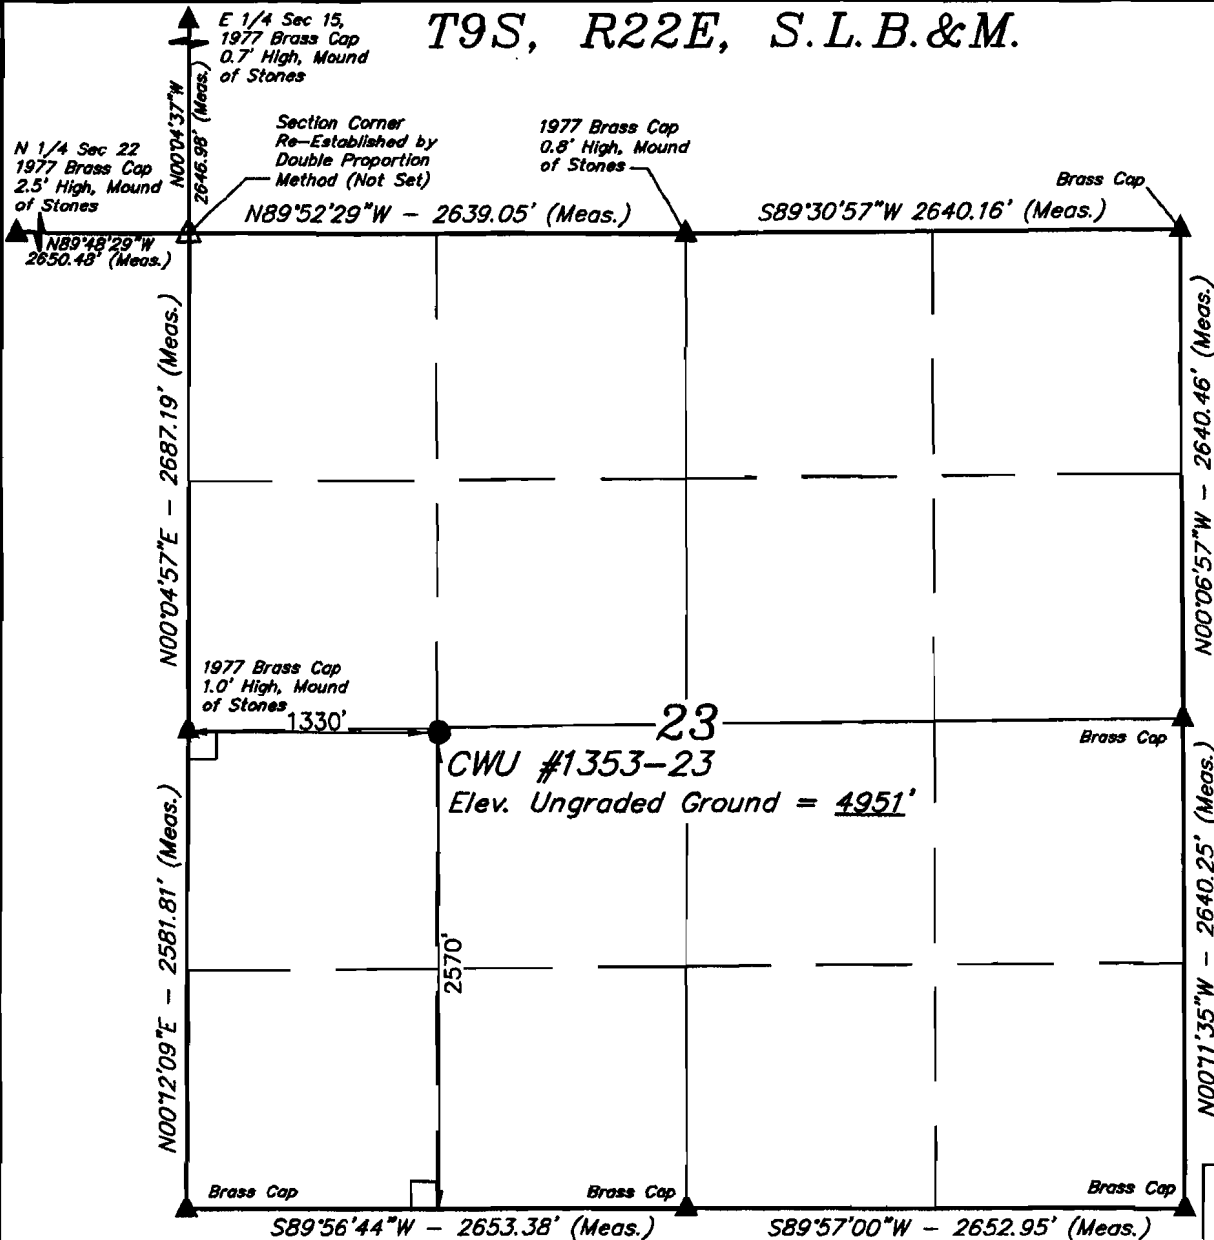 T9S, R22E, S.L.B.&M.
E 1/4 Sec 15,
1977 Brass Cap
0.7' High, Mound
of Stones
N00°04'37"W
2646.98' (Meas.)
N 1/4 Sec 22
1977 Brass Cap
2.5' High, Mound
of Stones
Section Corner
Re-Established by
Double Proportion
Method (Not Set)
1977 Brass Cap
0.8' High, Mound
of Stones
Brass Cap
N89°52'29"W - 2639.05' (Meas.)
S89°30'57"W 2640.16' (Meas.)
N89°48'29"W
2650.48' (Meas.)
N00°04'57"E - 2687.19' (Meas.)
N00°06'57"W - 2640.46' (Meas.)
1977 Brass Cap
1.0' High, Mound
of Stones
1330'
23
Brass Cap
CWU #1353-23
Elev. Ungraded Ground = 4951'
N00°12'09"E - 2581.81' (Meas.)
2570'
N00°11'35"W - 2640.25' (Meas.)
Brass Cap
Brass Cap
Brass Cap
S89°56'44"W - 2653.38' (Meas.)
S89°57'00"W - 2652.95' (Meas.)